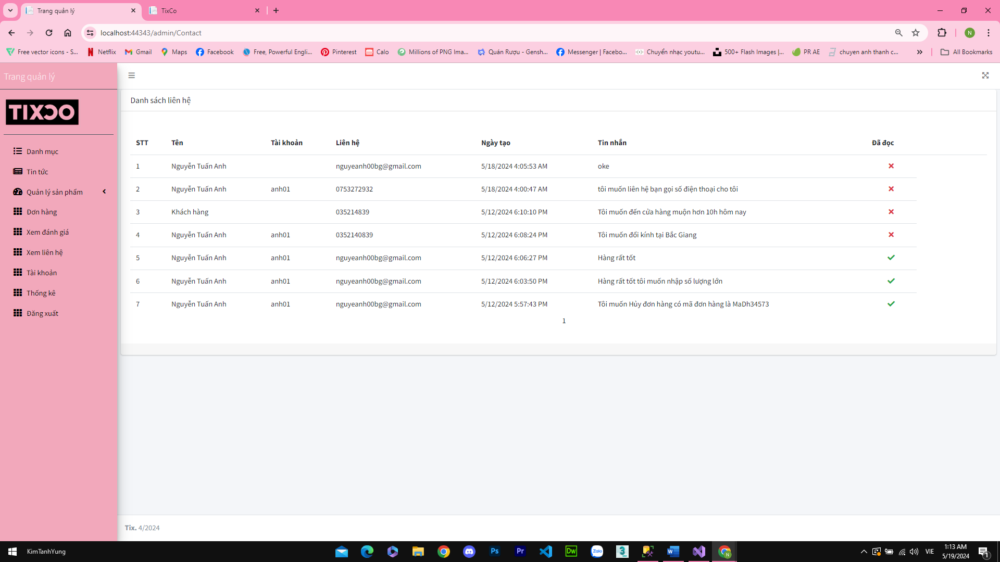 Trang quản lý
TixCo
localhost:44343/admin/Contact
N
Free vector icons - S...
Netflix
Gmail
Maps
Facebook
Free, Powerful Engli...
Pinterest
Calo
Millions of PNG Ima...
Quán Rượu - Gensh...
Messenger | Facebo...
Chuyển nhạc youtu...
500+ Flash Images |...
PR AE
chuyen anh thanh c...
All Bookmarks
Trang quản lý
TIXCO
Danh mục
Tin tức
Quản lý sản phẩm
Đơn hàng
Xem đánh giá
Xem liên hệ
Tài khoản
Thống kê
Đăng xuất
Danh sách liên hệ
STT Tên Tài khoản Liên hệ Ngày tạo Tin nhắn Đã đọc
1 Nguyễn Tuấn Anh nguyeanh00bg@gmail.com 5/18/2024 4:05:53 AM oke
2 Nguyễn Tuấn Anh anh01 0753272932 5/18/2024 4:00:47 AM tôi muốn liên hệ bạn gọi số điện thoại cho tôi
3 Khách hàng 035214839 5/12/2024 6:10:10 PM Tôi muốn đến cửa hàng muộn hơn 10h hôm nay
4 Nguyễn Tuấn Anh anh01 0352140839 5/12/2024 6:08:24 PM Tôi muốn đổi kính tại Bắc Giang
5 Nguyễn Tuấn Anh anh01 nguyeanh00bg@gmail.com 5/12/2024 6:06:27 PM Hàng rất tốt
6 Nguyễn Tuấn Anh anh01 nguyeanh00bg@gmail.com 5/12/2024 6:03:50 PM Hàng rất tốt tôi muốn nhập số lượng lớn
7 Nguyễn Tuấn Anh anh01 nguyeanh00bg@gmail.com 5/12/2024 5:57:43 PM Tôi muốn Hủy đơn hàng có mã đơn hàng là MaDh34573
1
Tix. 4/2024
KimTanhYung
Ps
Pr
Dw
Zalo
3
W
N
VIE
1:13 AM
5/19/2024
1